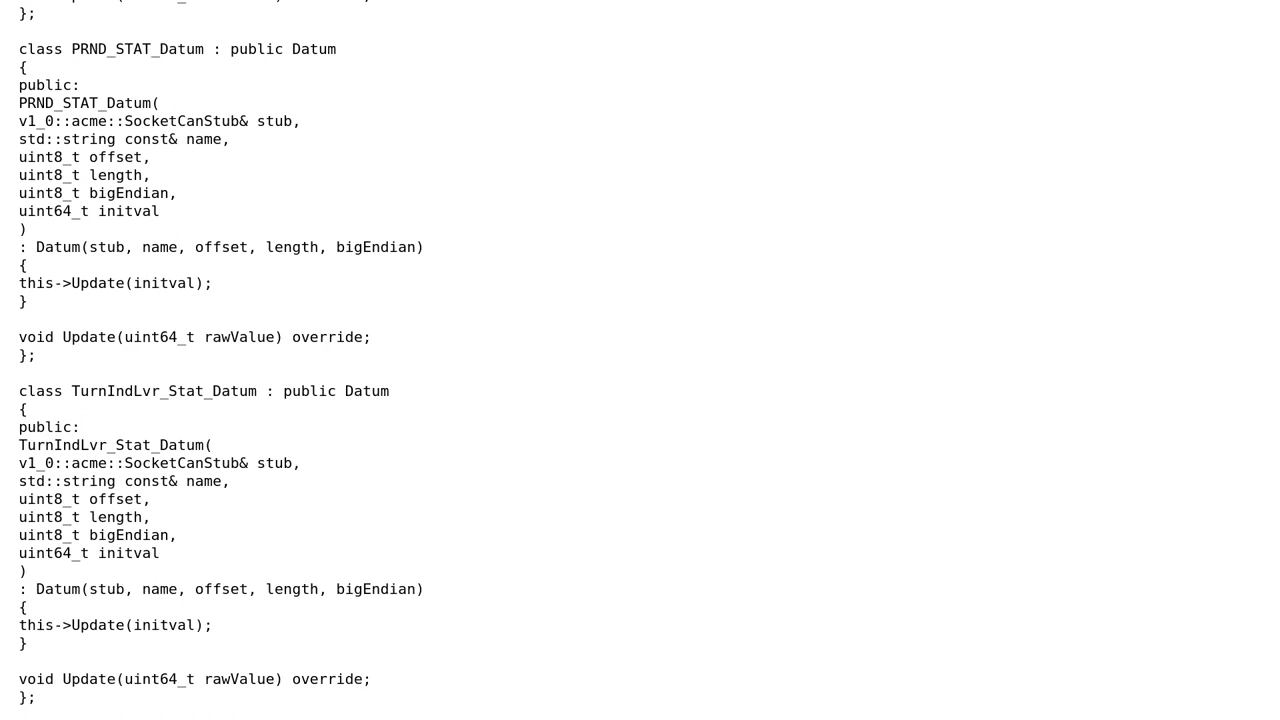 };

class PRND_STAT_Datum : public Datum
{
public:
PRND_STAT_Datum(
v1_0::acme::SocketCanStub& stub,
std::string const& name,
uint8_t offset,
uint8_t length,
uint8_t bigEndian,
uint64_t initval
)
: Datum(stub, name, offset, length, bigEndian)
{
this->Update(initval);
}

void Update(uint64_t rawValue) override;
};

class TurnIndLvr_Stat_Datum : public Datum
{
public:
TurnIndLvr_Stat_Datum(
v1_0::acme::SocketCanStub& stub,
std::string const& name,
uint8_t offset,
uint8_t length,
uint8_t bigEndian,
uint64_t initval
)
: Datum(stub, name, offset, length, bigEndian)
{
this->Update(initval);
}

void Update(uint64_t rawValue) override;
};